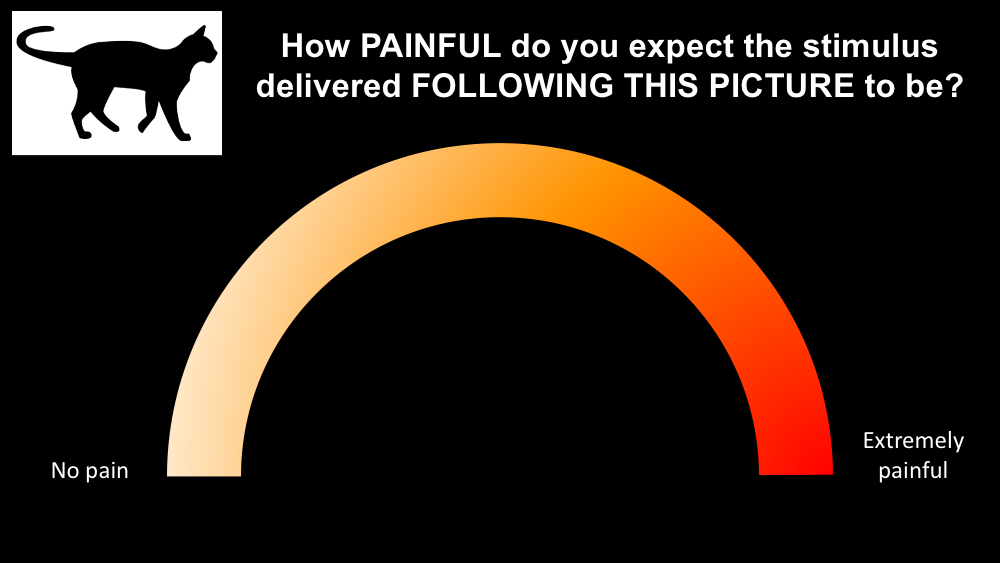 How PAINFUL do you expect the stimulus
delivered FOLLOWING THIS PICTURE to be?
No pain
Extremely
painful